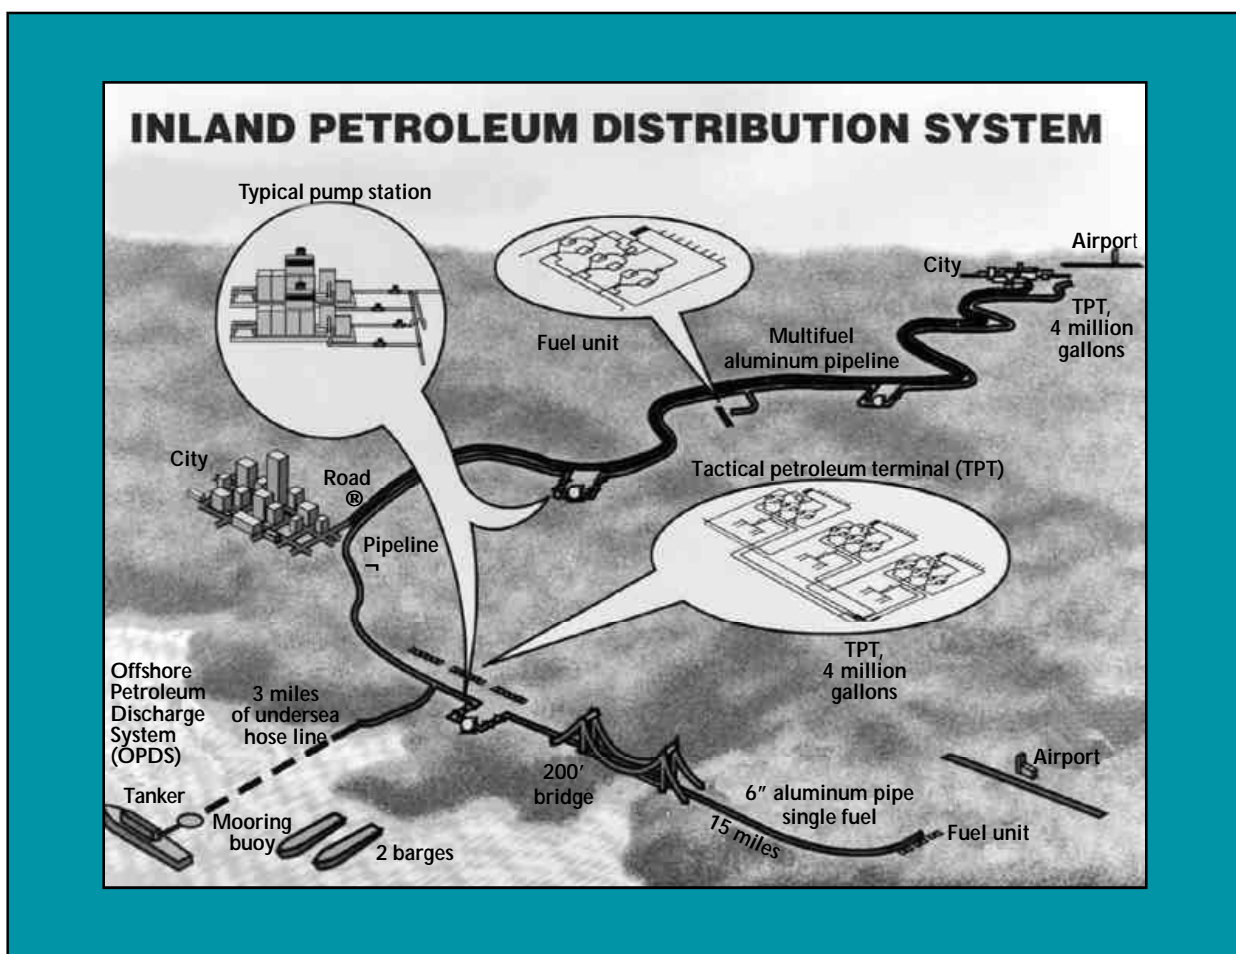 INLAND PETROLEUM DISTRIBUTION SYSTEM
Typical pump station
Airport
City
TPT,
4 million
gallons
Fuel unit
Multifuel
aluminum pipeline
City
Road
®
Tactical petroleum terminal (TPT)
Pipeline
¬
TPT,
4 million
gallons
Offshore
Petroleum
Discharge
System
(OPDS)
3 miles
of undersea
hose line
Airport
200’
bridge
6” aluminum pipe
single fuel
15 miles
Tanker
Mooring
buoy
2 barges
Fuel unit